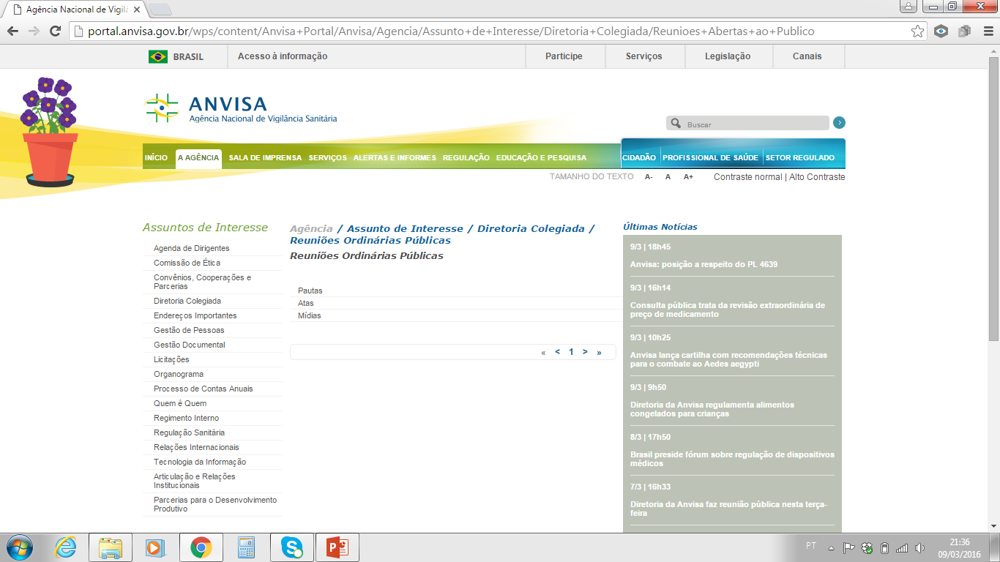 Agência Nacional de Vigilâ
portal.anvisa.gov.br/wps/content/Anvisa+Portal/Anvisa/Agencia/Assunto+de+Interesse/Diretoria+Colegiada/Reunioes+Abertas+ao+Publico
BRASIL Acesso à informação Participe Serviços Legislação Canais
ANVISA
Agência Nacional de Vigilância Sanitária
Buscar
INÍCIO A AGÊNCIA SALA DE IMPRENSA SERVIÇOS ALERTAS E INFORMES REGULAÇÃO EDUCAÇÃO E PESQUISA CIDADÃO PROFISSIONAL DE SAÚDE SETOR REGULADO
TAMANHO DO TEXTO A- A A+ Contraste normal | Alto Contraste
Assuntos de Interesse
Agenda de Dirigentes
Comissão de Ética
Convênios, Cooperações e
Parcerias
Diretoria Colegiada
Endereços Importantes
Gestão de Pessoas
Gestão Documental
Licitações
Organograma
Processo de Contas Anuais
Quem é Quem
Regimento Interno
Regulação Sanitária
Relações Internacionais
Tecnologia da Informação
Articulação e Relações
Institucionais
Parcerias para o Desenvolvimento
Produtivo
Agência / Assunto de Interesse / Diretoria Colegiada /
Reuniões Ordinárias Públicas
Reuniões Ordinárias Públicas
Pautas
Atas
Mídias
« < 1 > »
Últimas Notícias
9/3 | 18h45
Anvisa: posição a respeito do PL 4639
9/3 | 16h14
Consulta pública trata da revisão extraordinária de
preço de medicamento
9/3 | 10h25
Anvisa lança cartilha com recomendações técnicas
para o combate ao Aedes aegypti
9/3 | 9h50
Diretoria da Anvisa regulamenta alimentos
congelados para crianças
8/3 | 17h50
Brasil preside fórum sobre regulação de dispositivos
médicos
7/3 | 16h33
Diretoria da Anvisa faz reunião pública nesta terça-
feira
PT
21:36
09/03/2016